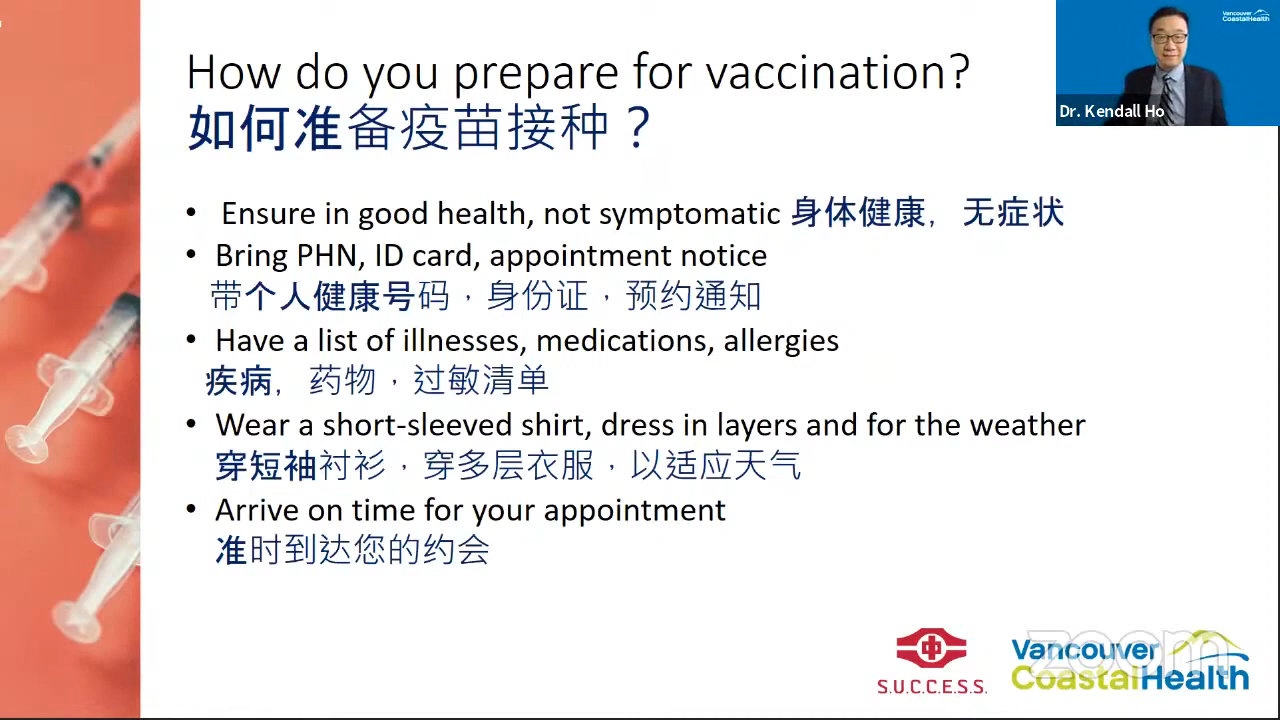 How do you prepare for vaccination?
如何准备疫苗接种？
• Ensure in good health, not symptomatic 身体健康，无症状
• Bring PHN, ID card, appointment notice
带个人健康号码，身份证，预约通知
• Have a list of illnesses, medications, allergies
疾病，药物，过敏清单
• Wear a short-sleeved shirt, dress in layers and for the weather
穿短袖衬衫，穿多层衣服，以适应天气
• Arrive on time for your appointment
准时到达您的约会
Vancouver
CoastalHealth
Dr. Kendall Ho
S.U.C.C.E.S.S.
Vancouver
CoastalHealth
zoom